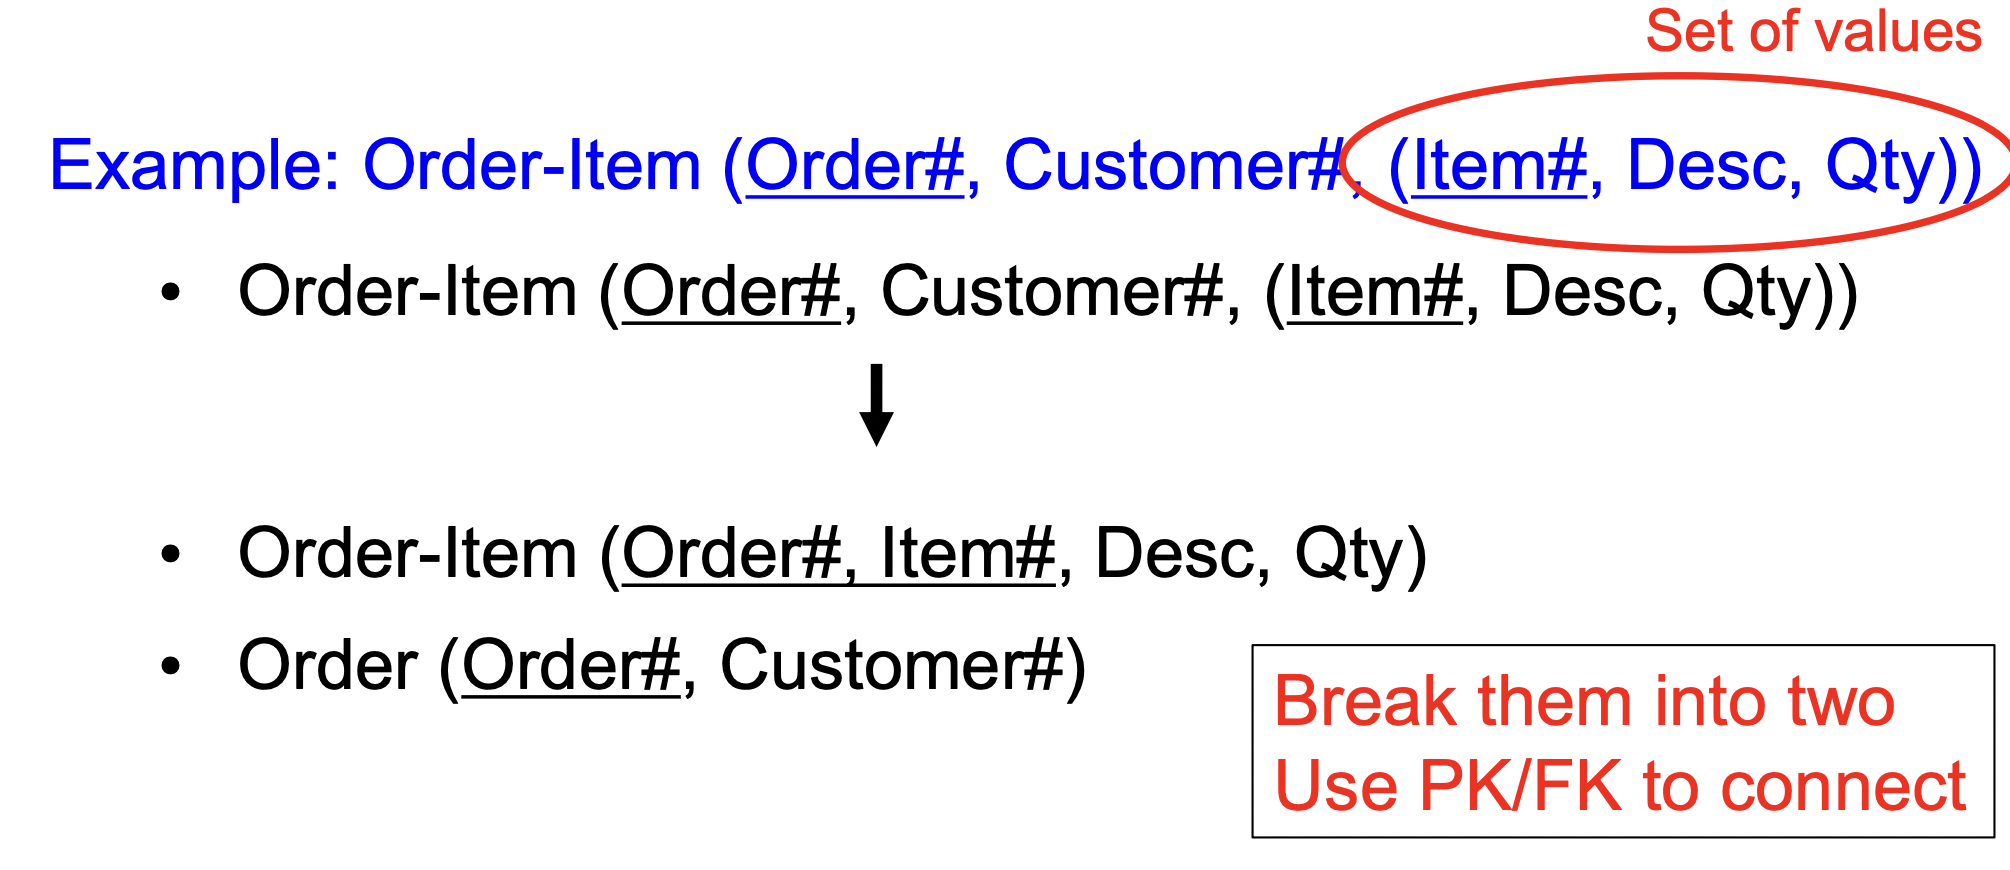 Set of values
Example: Order-Item (Order#, Customer#, (Item#, Desc, Qty))
• Order-Item (Order#, Customer#, (Item#, Desc, Qty))
• Order-Item (Order#, Item#, Desc, Qty)
• Order (Order#, Customer#)
Break them into two
Use PK/FK to connect